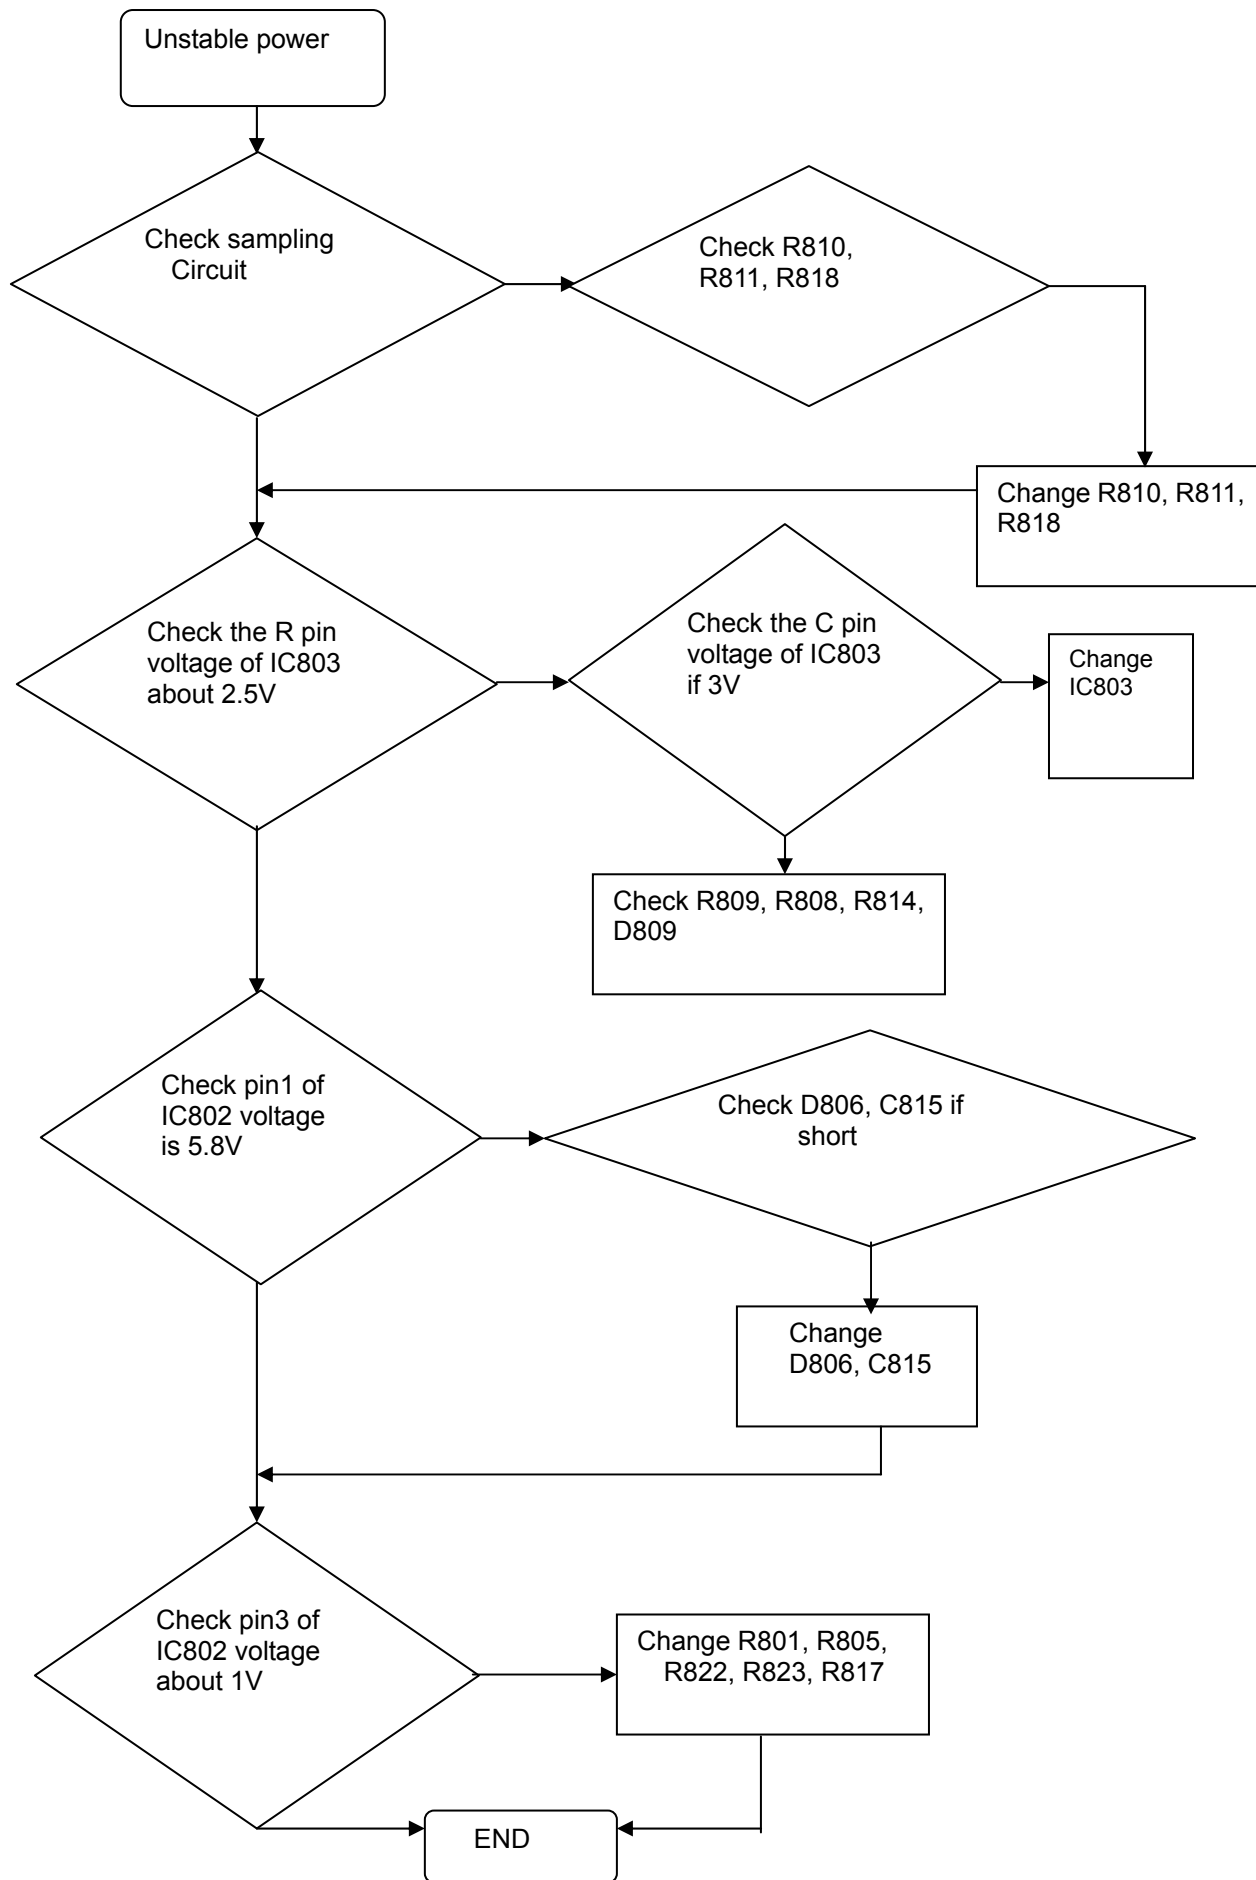 Unstable power
Check sampling
Circuit
Check R810,
R811, R818
Change R810, R811,
R818
Check the R pin
voltage of IC803
about 2.5V
Check the C pin
voltage of IC803
if 3V
Change
IC803
Check R809, R808, R814,
D809
Check pin1 of
IC802 voltage
is 5.8V
Check D806, C815 if
short
Change
D806, C815
Check pin3 of
IC802 voltage
about 1V
Change R801, R805,
R822, R823, R817
END